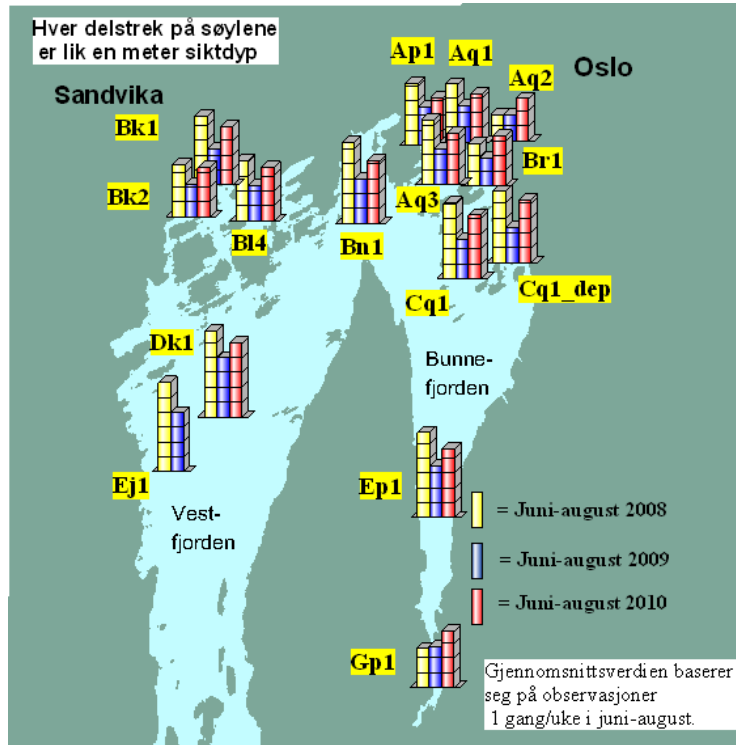 Hver delstrek på søylene
er lik en meter siktdyp
Oslo
Sandvika
Ap1
Aq1
Aq2
Bk1
Br1
Bk2
Aq3
Bl4
Bn1
Cq1_dep
Cq1
Dk1
Bunne-
fjorden
Ej1
Ep1
Vest-
fjorden
= Juni-august 2008
= Juni-august 2009
= Juni-august 2010
Gp1
Gjennomsnittsverdien baserer
seg på observasjoner
1 gang/uke i juni-august.